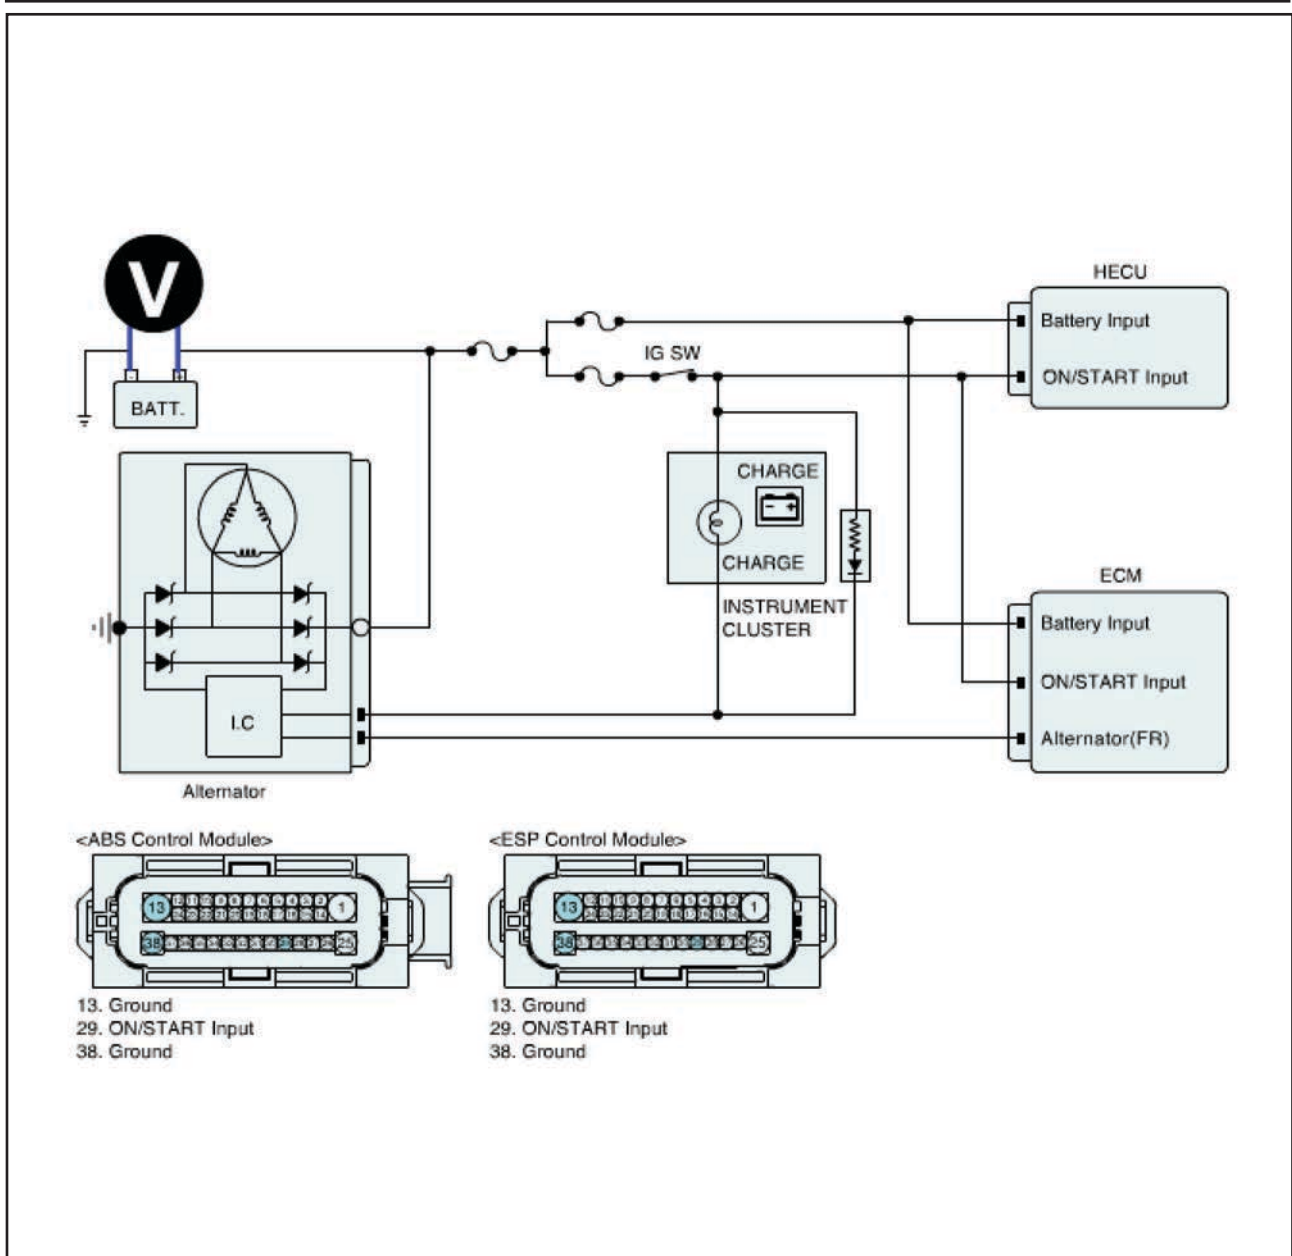 V
HECU
Battery Input
IG SW
ON/START Input
- +
BATT.
CHARGE
- +
CHARGE
INSTRUMENT
CLUSTER
ECM
Battery Input
ON/START Input
I.C
Alternator(FR)
Alternator
<ABS Control Module>
<ESP Control Module>
13
1
38
25
13
1
38
25
13. Ground
29. ON/START Input
38. Ground
13. Ground
29. ON/START Input
38. Ground